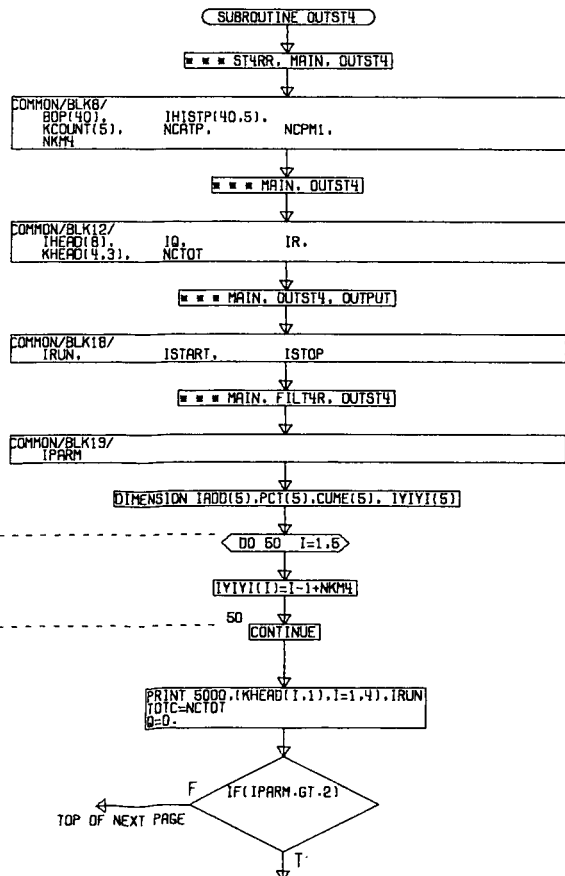 SUBROUTINE OUTST4
* * * ST4RR, MAIN, OUTST4
COMMON/BLK8/
BOP(40), IHISTP(40,5),
KCOUNT(5), NCATP, NCPM1,
NKM4
* * * MAIN, OUTST4
COMMON/BLK12/
IHEAD(8), IQ, IR,
KHEAD(4,3), NCTOT
* * * MAIN, OUTST4, OUTPUT
COMMON/BLK18/
IRUN, ISTART, ISTOP
* * * MAIN, FILT4R, OUTST4
COMMON/BLK19/
IPARM
DIMENSION IADD(5),PCT(5),CUME(5), IYIYI(5)
DO 50 I=1,5
IYIYI(I)=I-1+NKM4
50
CONTINUE
PRINT 5000,(KHEAD(I,1),I=1,4),IRUN
TOTC=NCTOT
Q=0.
IF(IPARM.GT.2)
F
TOP OF NEXT PAGE
T